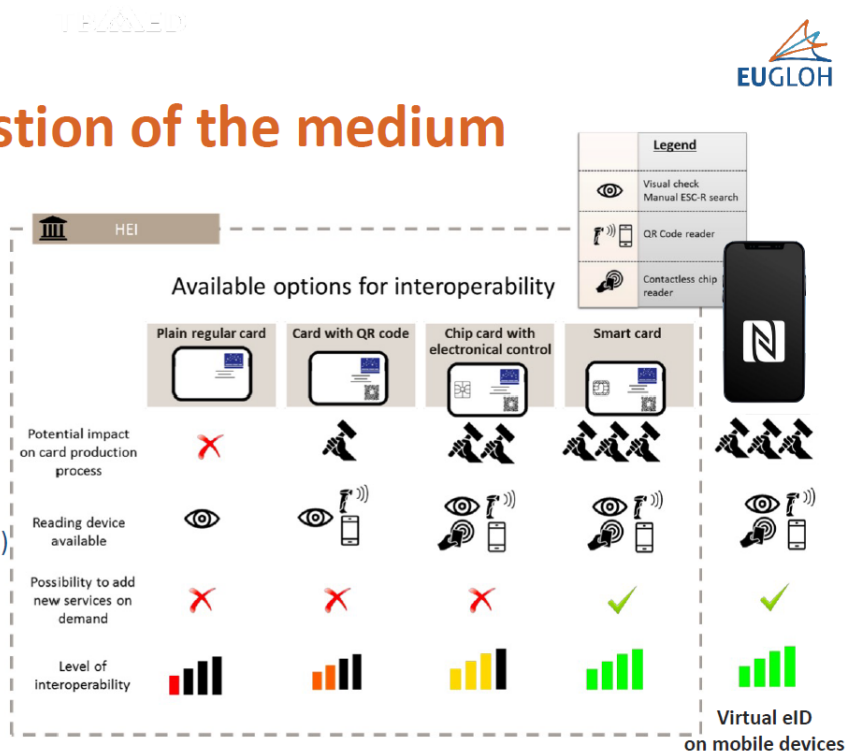 EUGLOH
stion of the medium
Legend
Visual check
Manual ESC-R search
QR Code reader
Contactless chip
reader
HEI
Available options for interoperability
Plain regular card
Card with QR code
Chip card with
electronical control
Smart card
Potential impact
on card production
process
Reading device
available
)
Possibility to add
new services on
demand
Level of
interoperability
Virtual eID
on mobile devices